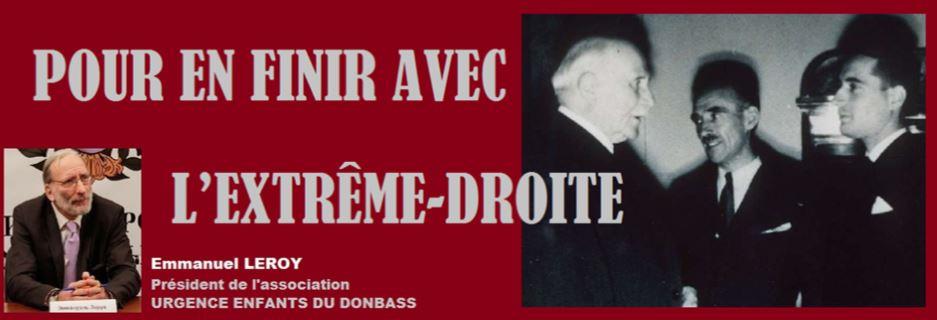 POUR EN FINIR AVEC
L'EXTRÊME-DROITE
Emmanuel LEROY
Président de l'association
URGENCE ENFANTS DU DONBASS